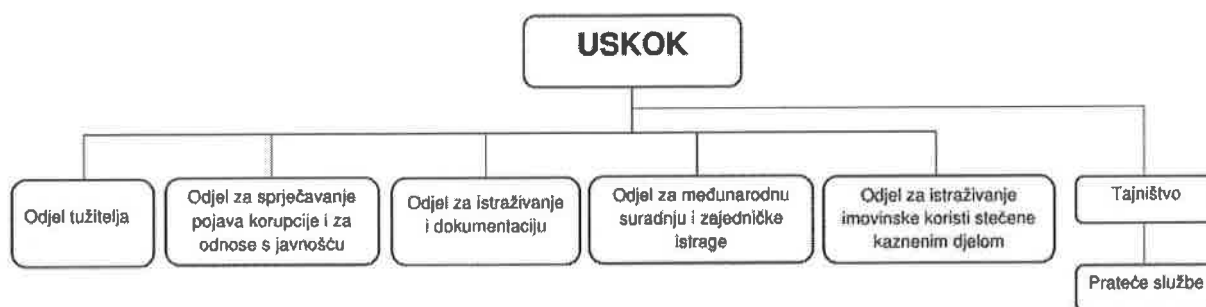 USKOK
Odjel tužitelja
Odjel za sprječavanje
pojava korupcije i za
odnose s javnošću
Odjel za istraživanje
i dokumentaciju
Odjel za međunarodnu
suradnju i zajedničke
istrage
Odjel za istraživanje
imovinske koristi stečene
kaznenim djelom
Tajništvo
Prateće službe